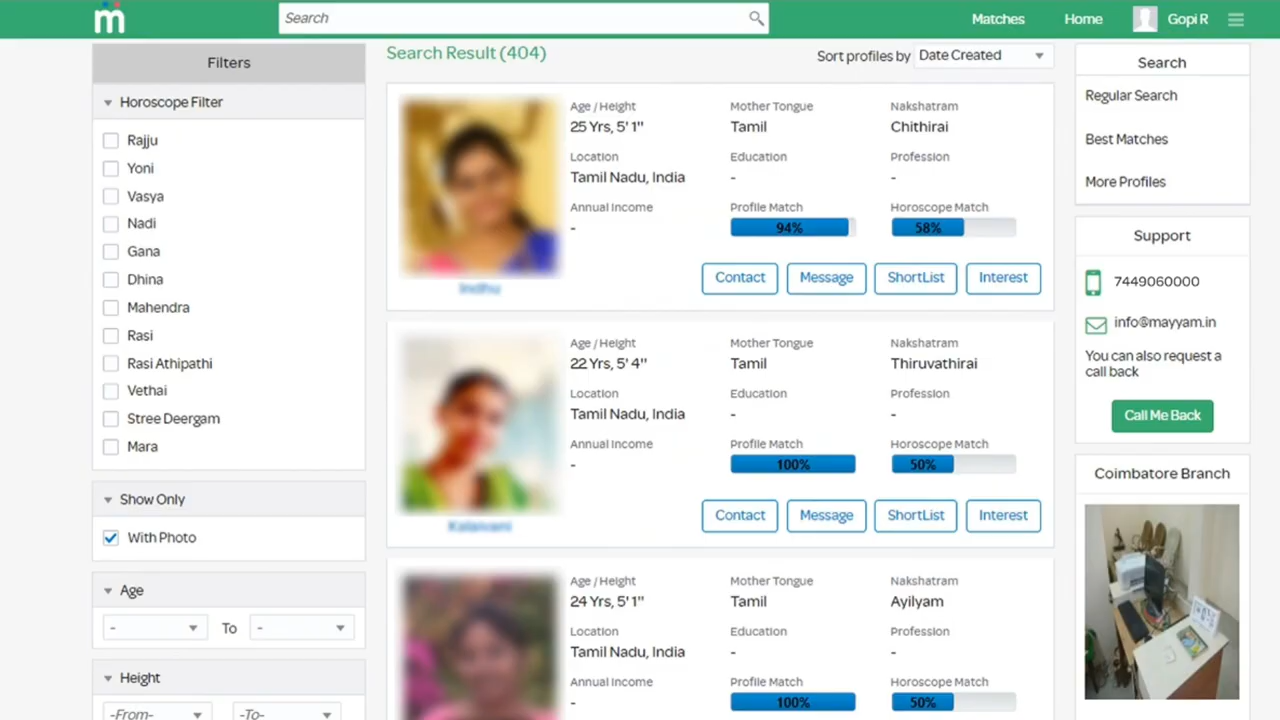 m
Search
Matches
Home
Gopi R
Filters
Horoscope Filter
Rajju
Yoni
Vasya
Nadi
Gana
Dhina
Mahendra
Rasi
Rasi Athipathi
Vethai
Stree Deergam
Mara
Show Only
With Photo
Age
- To -
Height
-From- -To-
Search Result (404)
Sort profiles by Date Created
Age / Height Mother Tongue Nakshatram
25 Yrs, 5' 1" Tamil Chithirai
Location Education Profession
Tamil Nadu, India - -
Annual Income Profile Match Horoscope Match
- 94% 58%
Indhu
Contact Message ShortList Interest
Age / Height Mother Tongue Nakshatram
22 Yrs, 5' 4" Tamil Thiruvathirai
Location Education Profession
Tamil Nadu, India - -
Annual Income Profile Match Horoscope Match
- 100% 50%
Kalaivani
Contact Message ShortList Interest
Age / Height Mother Tongue Nakshatram
24 Yrs, 5' 1" Tamil Ayilyam
Location Education Profession
Tamil Nadu, India - -
Annual Income Profile Match Horoscope Match
- 100% 50%
Search
Regular Search
Best Matches
More Profiles
Support
7449060000
info@mayyam.in
You can also request a
call back
Call Me Back
Coimbatore Branch